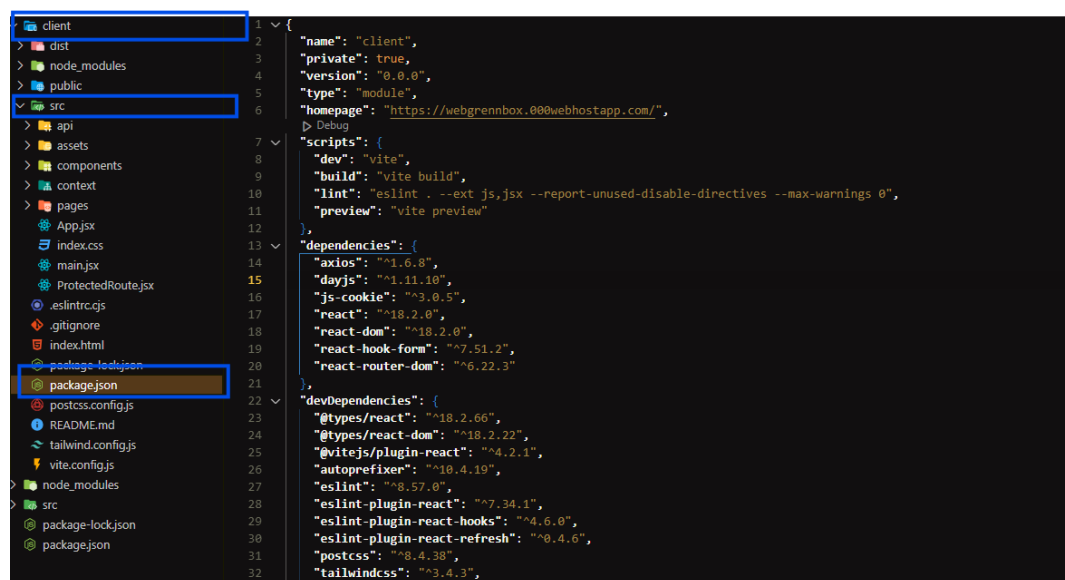 client
dist
node_modules
public
src
api
assets
components
context
pages
App.jsx
index.css
main.jsx
ProtectedRoute.jsx
.eslintrc.cjs
.gitignore
index.html
package-lock.json
package.json
postcss.config.js
README.md
tailwind.config.js
vite.config.js
node_modules
src
package-lock.json
package.json
1 {
2 "name": "client",
3 "private": true,
4 "version": "0.0.0",
5 "type": "module",
6 "homepage": "https://webgrennbox.000webhostapp.com/",
Debug
7 "scripts": {
8 "dev": "vite",
9 "build": "vite build",
10 "lint": "eslint . --ext js,jsx --report-unused-disable-directives --max-warnings 0",
11 "preview": "vite preview"
12 },
13 "dependencies": {
14 "axios": "^1.6.8",
15 "dayjs": "^1.11.10",
16 "js-cookie": "^3.0.5",
17 "react": "^18.2.0",
18 "react-dom": "^18.2.0",
19 "react-hook-form": "^7.51.2",
20 "react-router-dom": "^6.22.3"
21 },
22 "devDependencies": {
23 "@types/react": "^18.2.66",
24 "@types/react-dom": "^18.2.22",
25 "@vitejs/plugin-react": "^4.2.1",
26 "autoprefixer": "^10.4.19",
27 "eslint": "^8.57.0",
28 "eslint-plugin-react": "^7.34.1",
29 "eslint-plugin-react-hooks": "^4.6.0",
30 "eslint-plugin-react-refresh": "^0.4.6",
31 "postcss": "^8.4.38",
32 "tailwindcss": "^3.4.3",